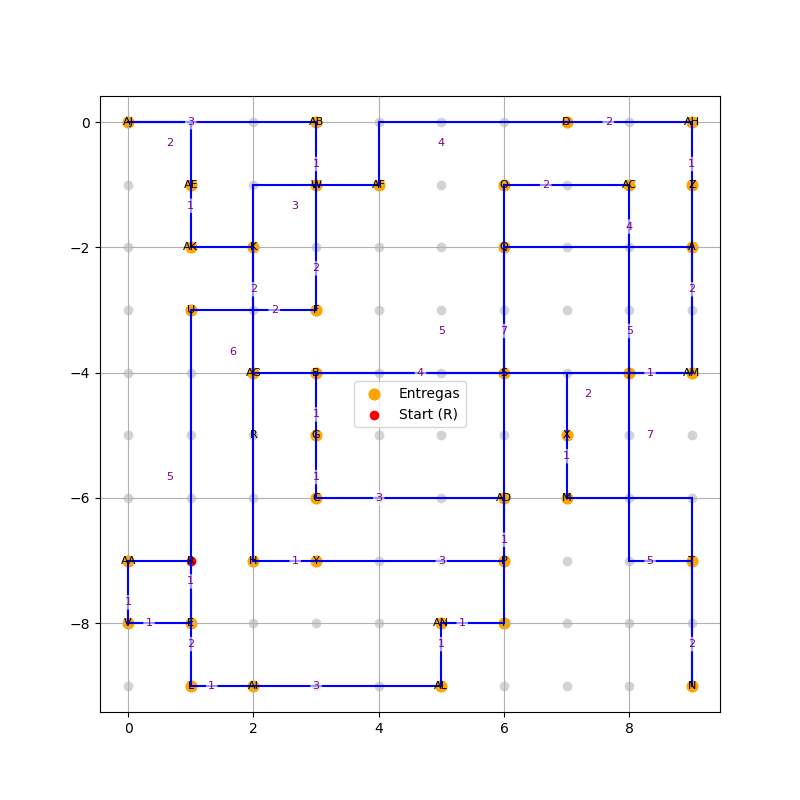 0
AJ 3 AB D 2 AH
2 4
1 1
AE W AF O 2 AC Z
1 3
4
−2
AK K Q A
2
2 2
U 2 F
5 7 5
6
−4
AG B 4 S 1 AM
2
Entregas
Start (R)
1
R G X 2 7
1
5 1
−6
C 3 AD M
1
AA H 1 Y 3 P 5 T
1
1
−8
V 1 E AN 1
2 1 2
L 1 AI 3 AL N
0 2 4 6 8